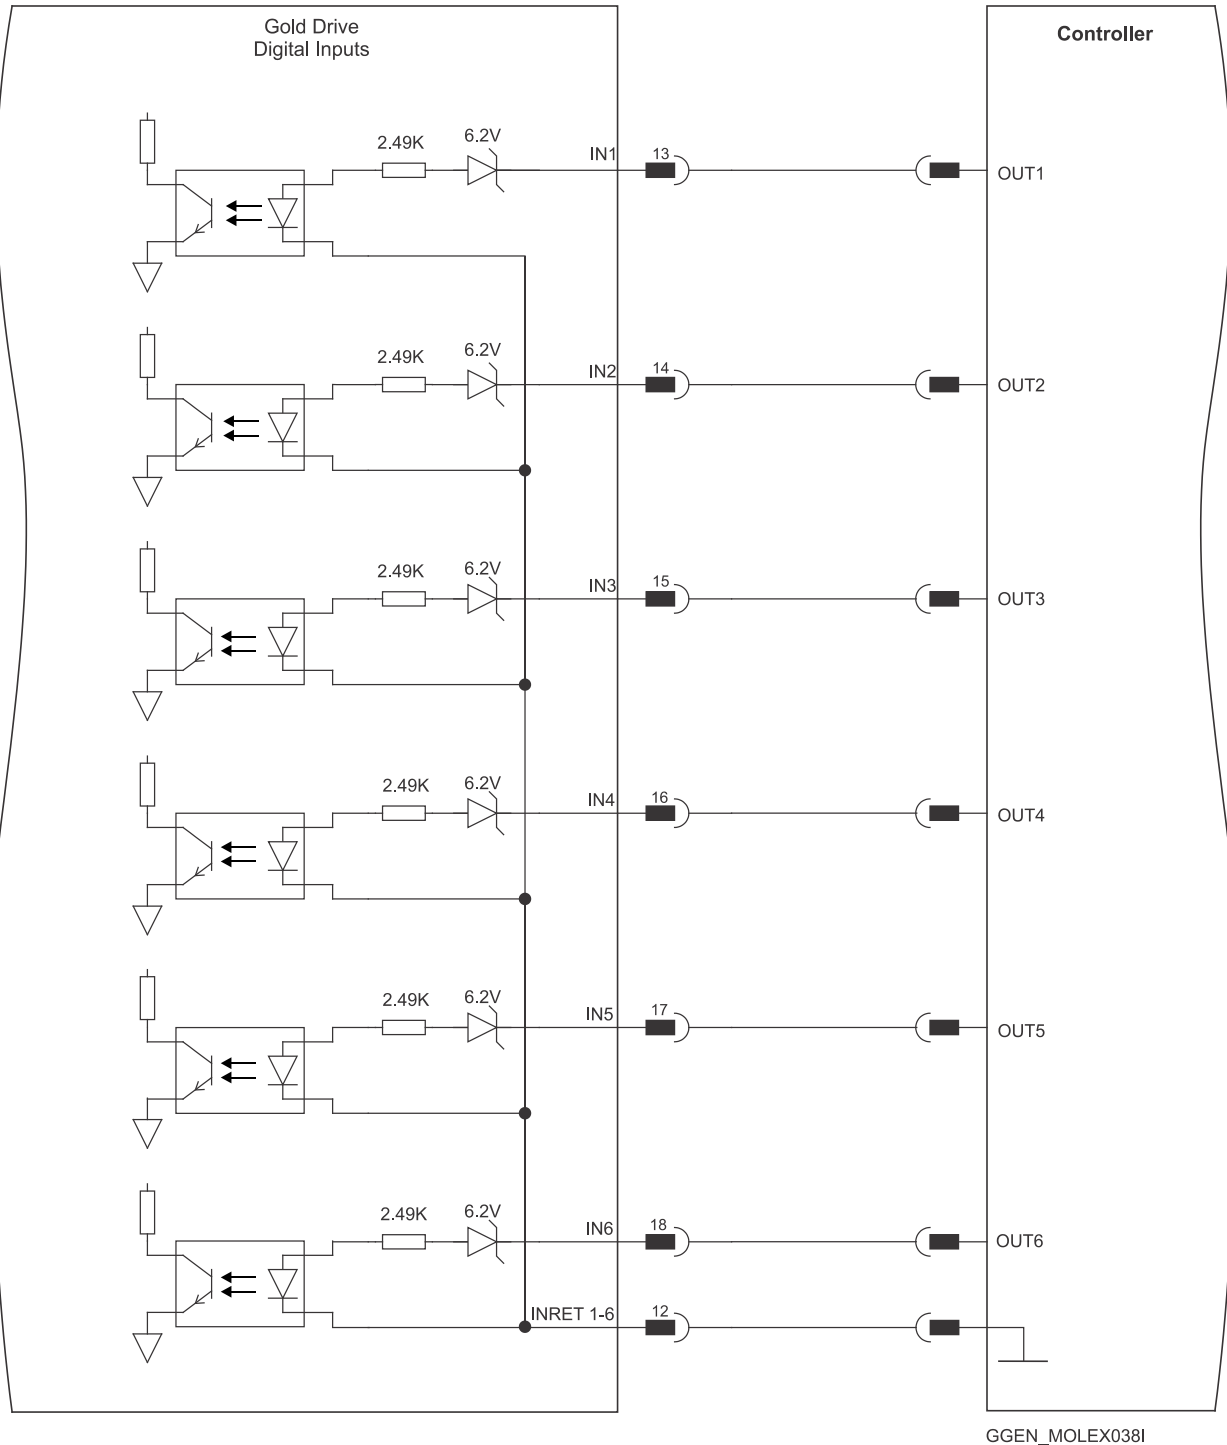 Gold Drive
Digital Inputs
Controller
2.49K 6.2V IN1 13 OUT1
2.49K 6.2V IN2 14 OUT2
2.49K 6.2V IN3 15 OUT3
2.49K 6.2V IN4 16 OUT4
2.49K 6.2V IN5 17 OUT5
2.49K 6.2V IN6 18 OUT6
INRET 1-6 12
GGEN_MOLEX038I